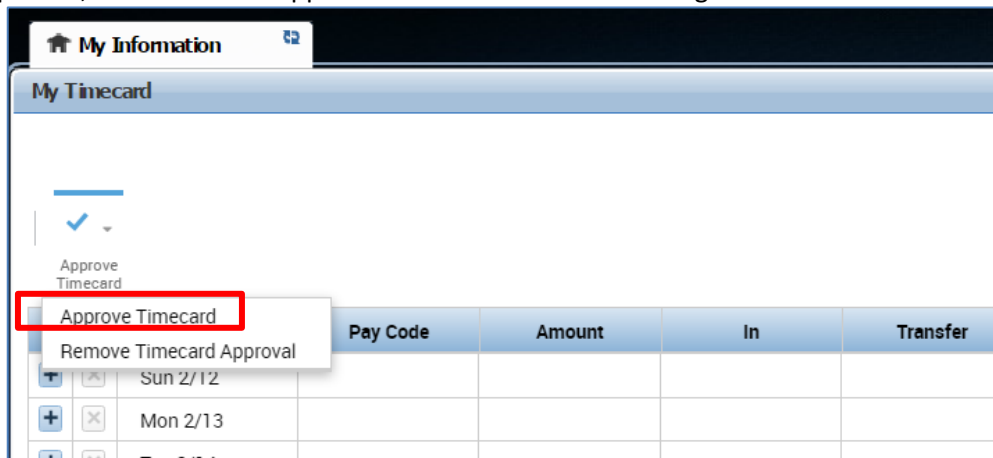 My Information
My Timecard
Approve
Timecard
Approve Timecard
Remove Timecard Approval
Pay Code Amount In Transfer
Sun 2/12
Mon 2/13